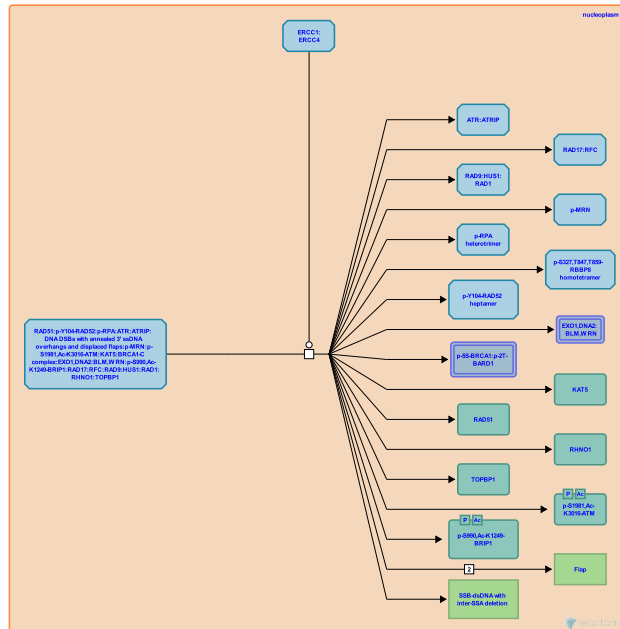 nucleoplasm
ERCC1:
ERCC4
ATR:ATRIP
RAD17:RFC
RAD9:HUS1:
RAD1
p-MRN
p-RPA
heterotrimer
p-S327,T847,T859-
RBBP8
homotetramer
p-Y104-RAD52
heptamer
EXO1,DNA2:
BLM,WRN
RAD51:p-Y104-RAD52:p-RPA:ATR:ATRIP:
DNA DSBs with annealed 3' ssDNA
overhangs and displaced flaps:p-MRN:p-
S1981,Ac-K3016-ATM:KAT5:BRCA1-C
complex:EXO1,DNA2:BLM,WRN:p-S990,Ac-
K1249-BRIP1:RAD17:RFC:RAD9:HUS1:RAD1:
RHNO1:TOPBP1
p-5S-BRCA1:p-2T-
BARD1
KAT5
RAD51
RHNO1
TOPBP1
P Ac
p-S1981,Ac-
K3016-ATM
P Ac
p-S990,Ac-K1249-
BRIP1
2
Flap
SSB-dsDNA with
inter-SSA deletion
reactome